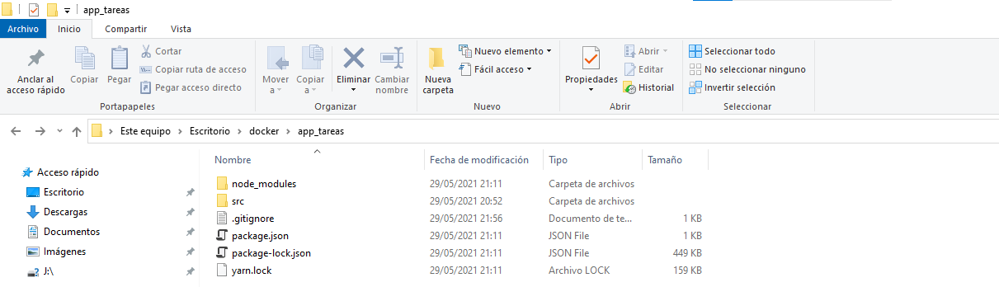 app_tareas
Archivo Inicio Compartir Vista
Anclar al acceso rápido
Copiar
Pegar
Cortar
Copiar ruta de acceso
Pegar acceso directo
Portapapeles
Mover a
Copiar a
Eliminar
Cambiar nombre
Organizar
Nueva carpeta
Nuevo elemento
Fácil acceso
Nuevo
Propiedades
Abrir
Editar
Historial
Abrir
Seleccionar todo
No seleccionar ninguno
Invertir selección
Seleccionar
Este equipo Escritorio docker app_tareas
Acceso rápido
Escritorio
Descargas
Documentos
Imágenes
J:\
Nombre Fecha de modificación Tipo Tamaño
node_modules 29/05/2021 21:11 Carpeta de archivos
src 29/05/2021 20:52 Carpeta de archivos
.gitignore 29/05/2021 21:56 Documento de te... 1 KB
package.json 29/05/2021 21:11 JSON File 1 KB
package-lock.json 29/05/2021 21:11 JSON File 449 KB
yarn.lock 29/05/2021 21:11 Archivo LOCK 159 KB